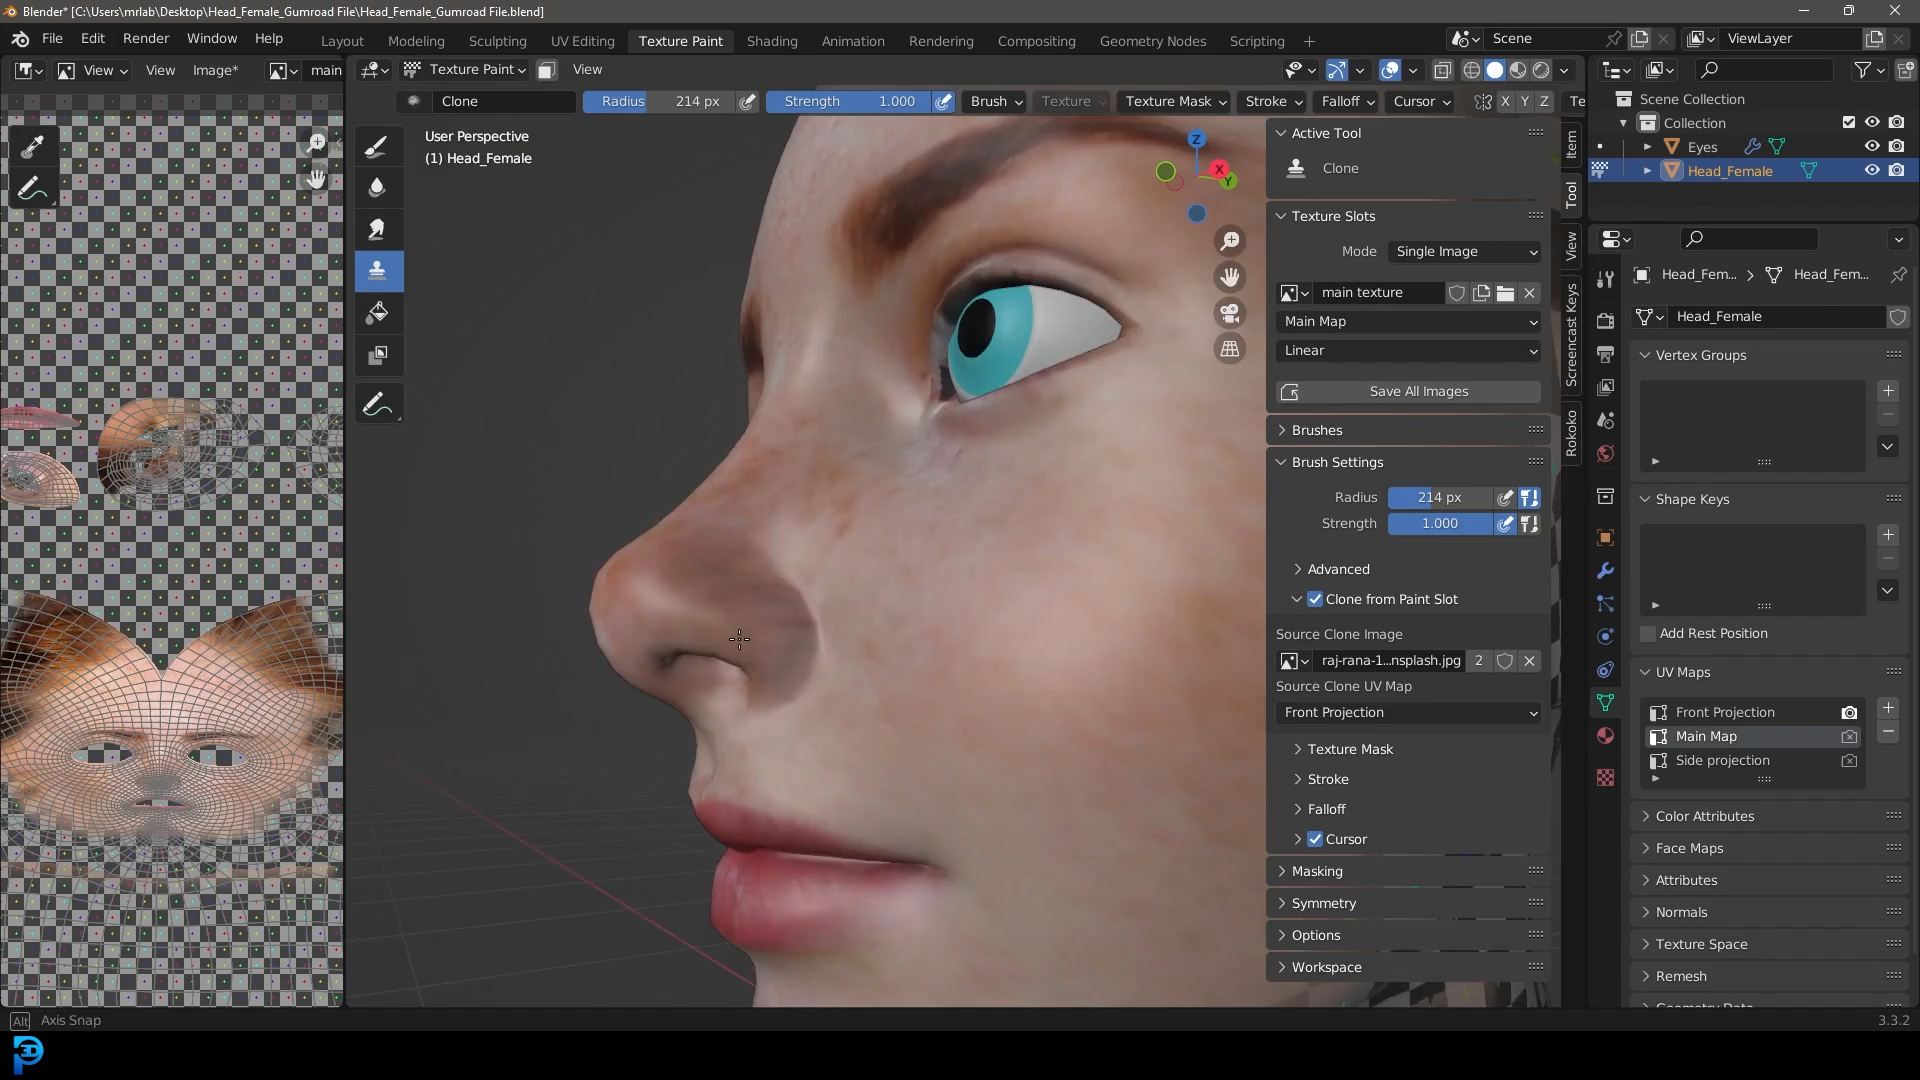 Blender* [C:\Users\mrlab\Desktop\Head_Female_Gumroad File\Head_Female_Gumroad File.blend]
File Edit Render Window Help
Layout Modeling Sculpting UV Editing Texture Paint Shading Animation Rendering Compositing Geometry Nodes Scripting +
Scene
ViewLayer
View View Image* main
Texture Paint View
Clone
Radius 214 px
Strength 1.000
Brush Texture Texture Mask Stroke Falloff Cursor X Y Z Te
User Perspective
(1) Head_Female
Z
X
Y
Active Tool
Clone
Texture Slots
Mode Single Image
main texture
Main Map
Linear
Save All Images
Brushes
Brush Settings
Radius 214 px
Strength 1.000
Advanced
Clone from Paint Slot
Source Clone Image
raj-rana-1...nsplash.jpg 2
Source Clone UV Map
Front Projection
Texture Mask
Stroke
Falloff
Cursor
Masking
Symmetry
Options
Workspace
Item
Tool
View
Screencast Keys
Rokoko
Scene Collection
Collection
Eyes
Head_Female
Head_Fem... Head_Fem...
Head_Female
Vertex Groups
Shape Keys
Add Rest Position
UV Maps
Front Projection
Main Map
Side projection
Color Attributes
Face Maps
Attributes
Normals
Texture Space
Remesh
Geometry Data
Alt Axis Snap
3.3.2
3D